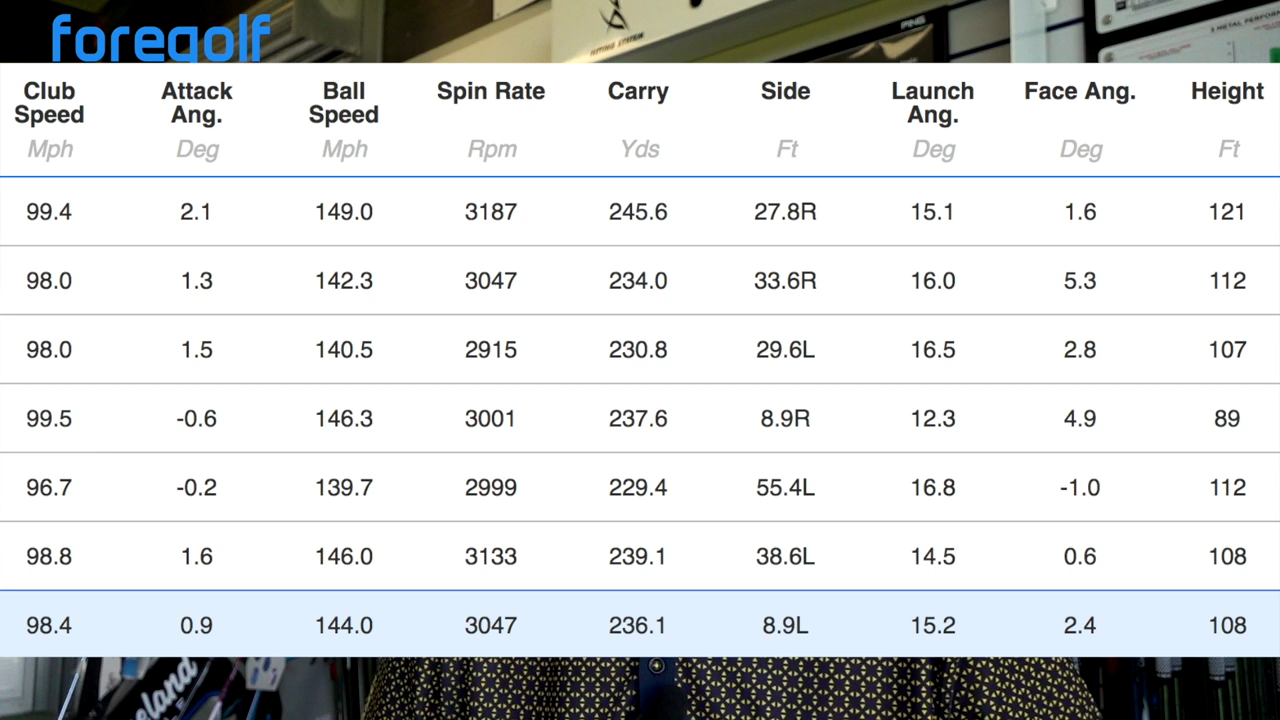 foregolf
FITTING SYSTEM
PING
3 METAL PERFORM
Club Speed Attack Ang. Ball Speed Spin Rate Carry Side Launch Ang. Face Ang. Height
Mph Deg Mph Rpm Yds Ft Deg Deg Ft
99.4 2.1 149.0 3187 245.6 27.8R 15.1 1.6 121
98.0 1.3 142.3 3047 234.0 33.6R 16.0 5.3 112
98.0 1.5 140.5 2915 230.8 29.6L 16.5 2.8 107
99.5 -0.6 146.3 3001 237.6 8.9R 12.3 4.9 89
96.7 -0.2 139.7 2999 229.4 55.4L 16.8 -1.0 112
98.8 1.6 146.0 3133 239.1 38.6L 14.5 0.6 108
98.4 0.9 144.0 3047 236.1 8.9L 15.2 2.4 108
eland